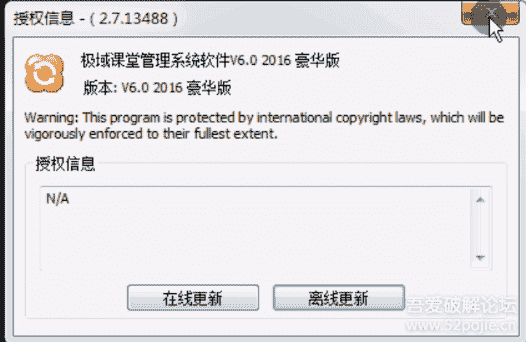 授权信息 - ( 2.7.13488 )
极域课堂管理系统软件V6.0 2016 豪华版
版本: V6.0 2016 豪华版
Warning: This program is protected by international copyright laws, which will be
vigorously enforced to their fullest extent.
授权信息
N/A
在线更新
离线更新
吾爱破解论坛
www.52pojie.cn